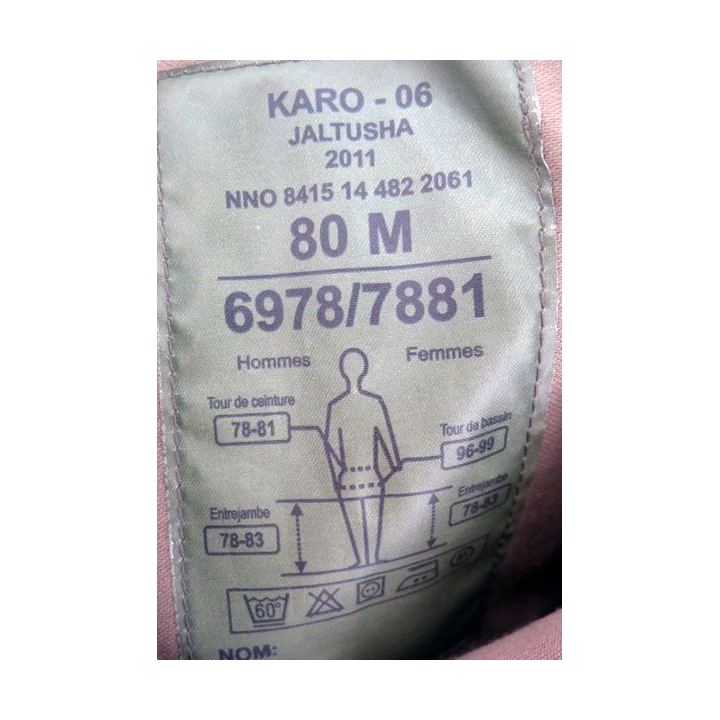 KARO - 06
JALTUSHA
2011
NNO 8415 14 482 2061
80 M
6978/7881
Hommes Femmes
Tour de ceinture
78-81
Tour de bassin
96-99
Entrejambe
78-83
Entrejambe
78-83
60°
NOM: